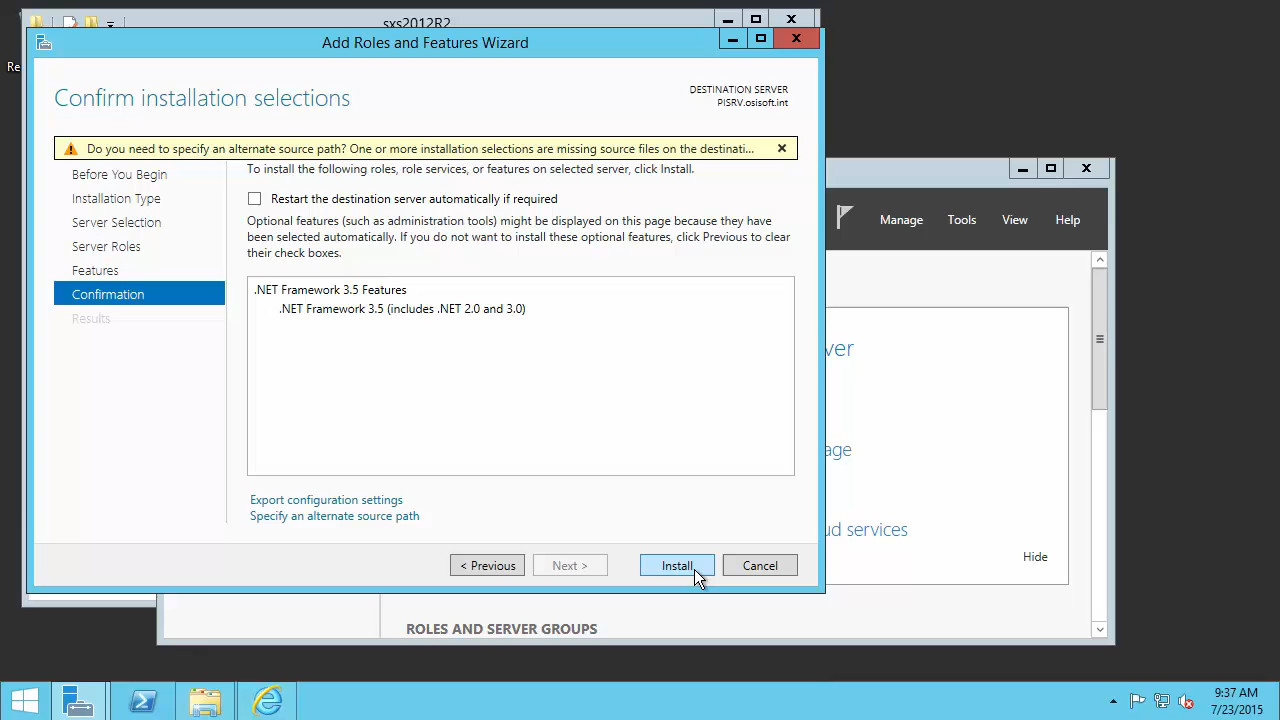 sxs2012R2
Add Roles and Features Wizard
Re
Confirm installation selections
DESTINATION SERVER
PISRV.osisoft.int
Do you need to specify an alternate source path? One or more installation selections are missing source files on the destinati...
Before You Begin
Installation Type
Server Selection
Server Roles
Features
Confirmation
Results
To install the following roles, role services, or features on selected server, click Install.
Restart the destination server automatically if required
Optional features (such as administration tools) might be displayed on this page because they have
been selected automatically. If you do not want to install these optional features, click Previous to clear
their check boxes.
.NET Framework 3.5 Features
.NET Framework 3.5 (includes .NET 2.0 and 3.0)
Export configuration settings
Specify an alternate source path
< Previous
Next >
Install
Cancel
Manage
Tools
View
Help
ver
age
ud services
Hide
ROLES AND SERVER GROUPS
9:37 AM
7/23/2015